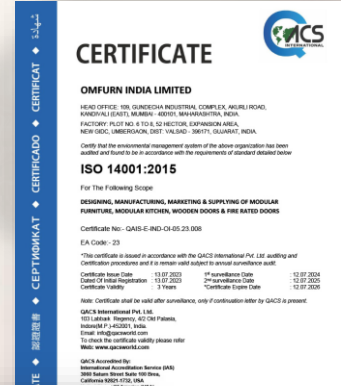 شهادة ◆ CERTIFICAT ◆ CERTIFICADO ◆ СЕРТИФИКАТ ◆ 認證證書 ◆
QACS
INTERNATIONAL
CERTIFICATE
OMFURN INDIA LIMITED
HEAD OFFICE: 109, GUNDECHA INDUSTRIAL COMPLEX, AKURLI ROAD,
KANDIVALI (EAST), MUMBAI - 400101, MAHARASHTRA, INDIA.
FACTORY: PLOT NO. 6 TO 8, 52 HECTOR, EXPANSION AREA,
NEW GIDC, UMBERGAON, DIST: VALSAD - 396171, GUJARAT, INDIA.
Certify that the environmental management system of the above organization has been
audited and found to be in accordance with the requirements of standard detailed below
ISO 14001:2015
For The Following Scope
DESIGNING, MANUFACTURING, MARKETING & SUPPLYING OF MODULAR
FURNITURE, MODULAR KITCHEN, WOODEN DOORS & FIRE RATED DOORS
Certificate No:- QAIS-E-IND-OI-05.23.008
EA Code:- 23
*This certificate is issued in accordance with the QACS international Pvt. Ltd. auditing and
Certification procedures and it is remain valid subject to annual surveillance audit.
Certificate Issue Date : 13.07.2023 1st surveillance Date : 12.07.2024
Dated Of Initial Registration : 13.07.2023 2nd surveillance Date : 12.07.2025
Certificate Validity : 3 Years *Certificate Expire Date : 12.07.2026
Note: Certificate shall be valid after surveillance, only if continuation letter by QACS is present.
QACS International Pvt. Ltd.
103 Labbaik Regency, 4/2 Old Palasia,
Indore(M.P.)-452001, India.
Email: info@qacsworld.com
To check the certificate validity please refer
Web: www.qacsworld.com
QACS Accredited By:
International Accreditation Service (IAS)
3060 Saturn Street Suite 100 Brea,
California 92821-1732, USA